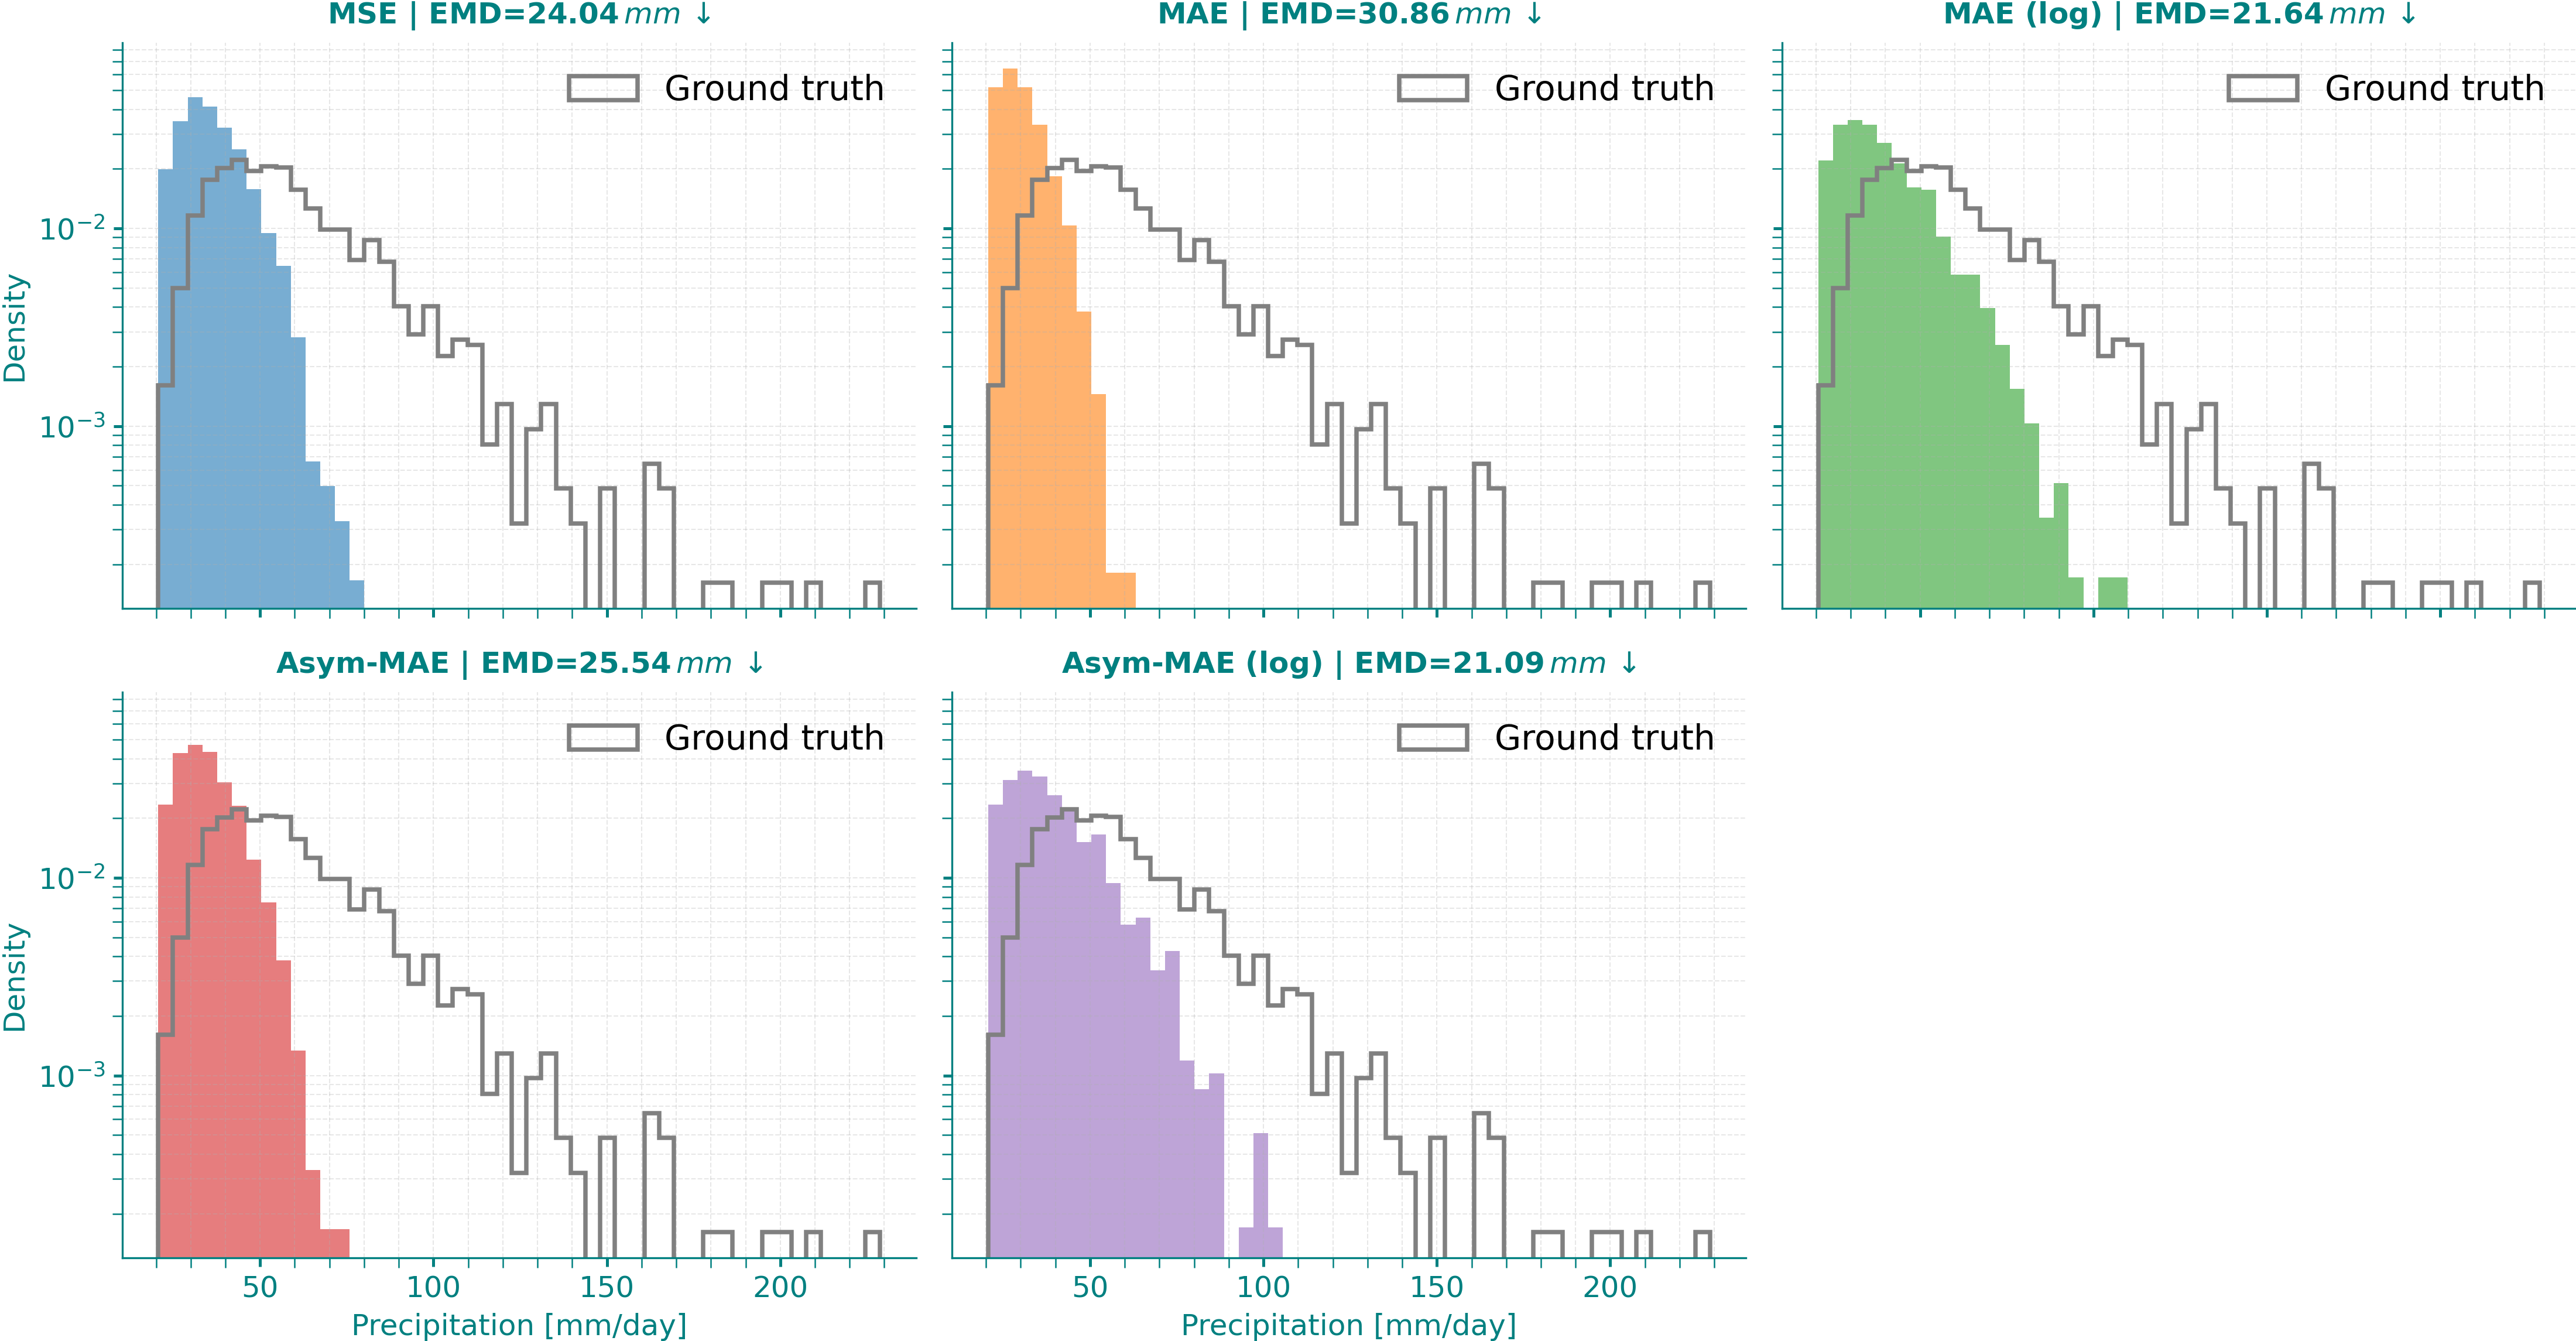 MSE | EMD=24.04 mm ↓
MAE | EMD=30.86 mm ↓
MAE (log) | EMD=21.64 mm ↓
Ground truth
Ground truth
Ground truth
10⁻²
10⁻³
Density
Asym-MAE | EMD=25.54 mm ↓
Asym-MAE (log) | EMD=21.09 mm ↓
Ground truth
Ground truth
10⁻²
10⁻³
Density
50 100 150 200
50 100 150 200
Precipitation [mm/day]
Precipitation [mm/day]